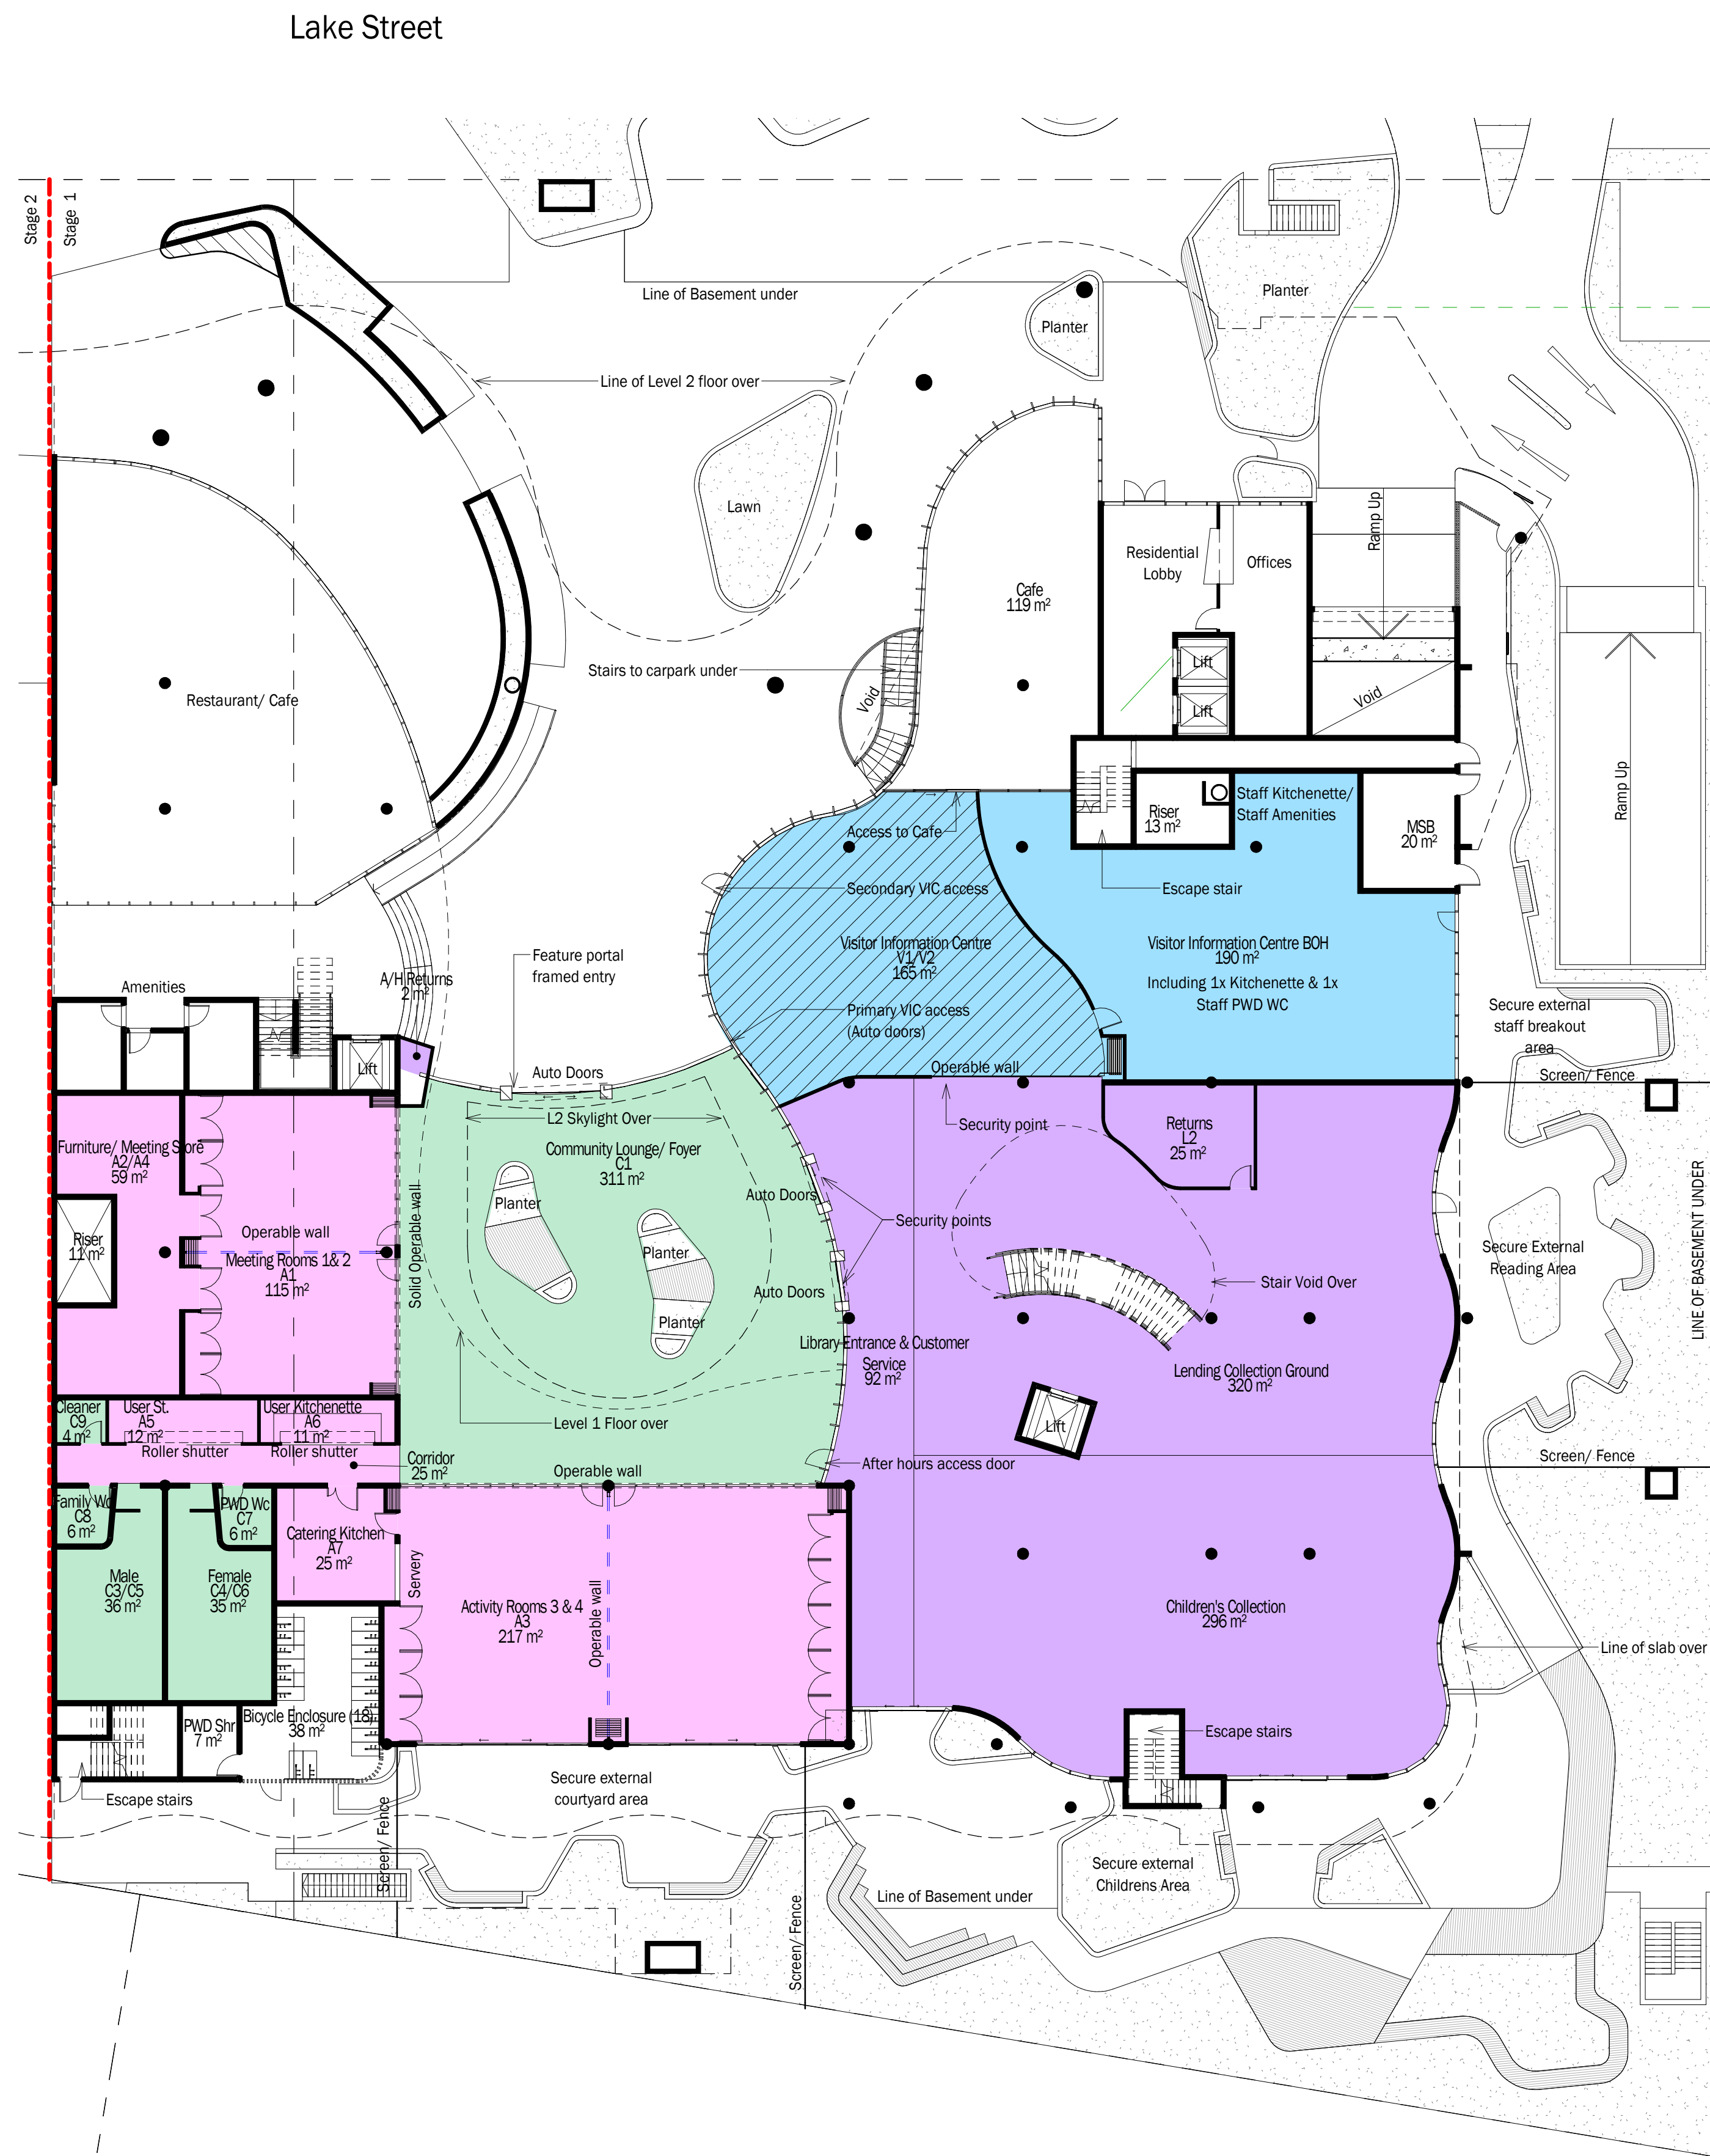 Lake Street
Stage 2
Stage 1
Line of Basement under
Planter
Planter
Line of Level 2 floor over
Lawn
Ramp Up
Residential
Lobby
Offices
Cafe
119 m²
Stairs to carpark under
Void
Lift
Lift
Void
Restaurant/ Cafe
Ramp Up
Staff Kitchenette/
Staff Amenities
Riser
13 m²
MSB
20 m²
Access to Cafe
Secondary VIC access
Escape stair
Visitor Information Centre
V1/V2
165 m²
Visitor Information Centre BOH
190 m²
Including 1x Kitchenette & 1x
Staff PWD WC
Feature portal
framed entry
A/H Returns
2 m²
Amenities
Primary VIC access
(Auto doors)
Secure external
staff breakout
area
Lift
Auto Doors
Operable wall
Screen/ Fence
L2 Skylight Over
Security point
Returns
L2
25 m²
Furniture/ Meeting Store
A2/A4
59 m²
Community Lounge/ Foyer
C1
311 m²
Planter
Auto Doors
Security points
Solid Operable wall
Riser
11 m²
Operable wall
Meeting Rooms 1& 2
A1
115 m²
Planter
Auto Doors
Stair Void Over
Secure External
Reading Area
LINE OF BASEMENT UNDER
Planter
Library Entrance & Customer
Service
92 m²
Lending Collection Ground
320 m²
Cleaner
C9
4 m²
User St.
A5
12 m²
User Kitchenette
A6
11 m²
Level 1 Floor over
Lift
Roller shutter
Roller shutter
Corridor
25 m²
Operable wall
After hours access door
Screen/ Fence
Family Wc
C8
6 m²
PWD Wc
C7
6 m²
Catering Kitchen
A7
25 m²
Servery
Male
C3/C5
36 m²
Female
C4/C6
35 m²
Activity Rooms 3 & 4
A3
217 m²
Operable wall
Children's Collection
296 m²
Line of slab over
PWD Shr
7 m²
Bicycle Enclosure (18)
38 m²
Escape stairs
Escape stairs
Secure external
courtyard area
Screen/ Fence
Secure external
Childrens Area
Line of Basement under
Screen/ Fence